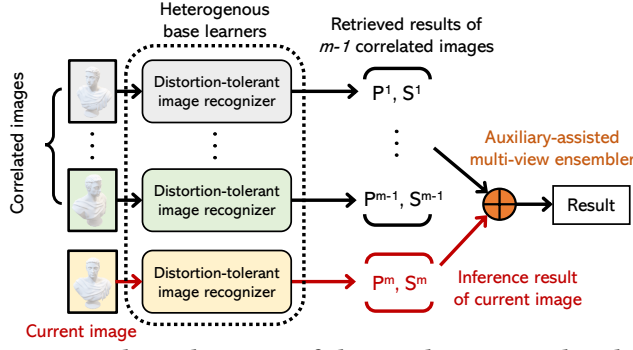 Heterogenous
base learners
Retrieved results of
m-1 correlated images
Correlated images
Distortion-tolerant
image recognizer
P¹, S¹
Auxiliary-assisted
multi-view ensembler
Distortion-tolerant
image recognizer
Pᵐ⁻¹, Sᵐ⁻¹
Result
Distortion-tolerant
image recognizer
Pᵐ, Sᵐ
Inference result
of current image
Current image